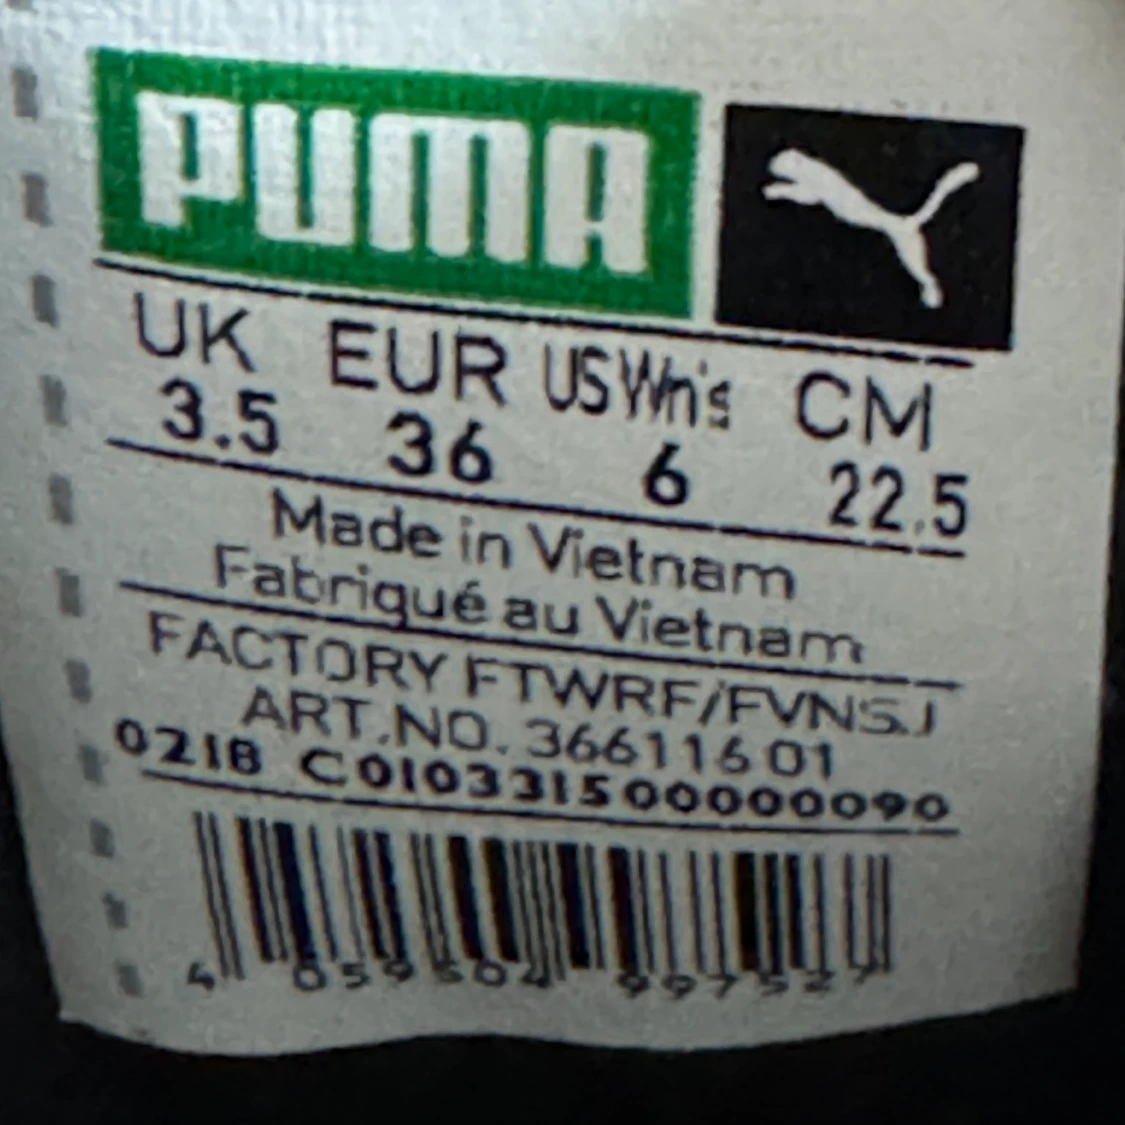 PUMA
UK EUR US Wn's CM
3.5 36 6 22.5
Made in Vietnam
Fabriqué au Vietnam
FACTORY FTWRF/FVNSJ
ART.NO. 366116 01
0218 C010331500000090
4 059504 997527